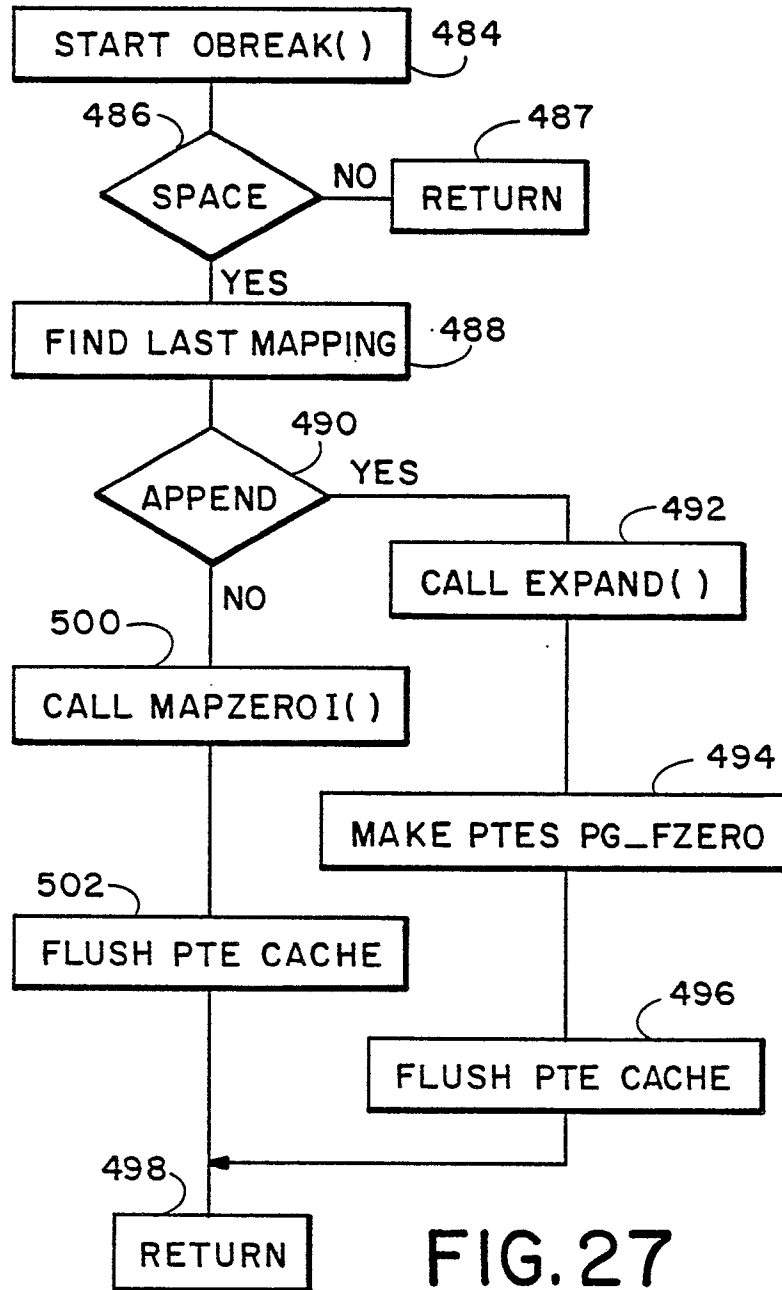 START OBREAK( )
484
486
487
SPACE
NO
RETURN
YES
FIND LAST MAPPING
488
490
APPEND
YES
492
CALL EXPAND( )
NO
500
CALL MAPZEROI( )
494
MAKE PTES PG_FZERO
502
FLUSH PTE CACHE
496
FLUSH PTE CACHE
498
RETURN
FIG. 27